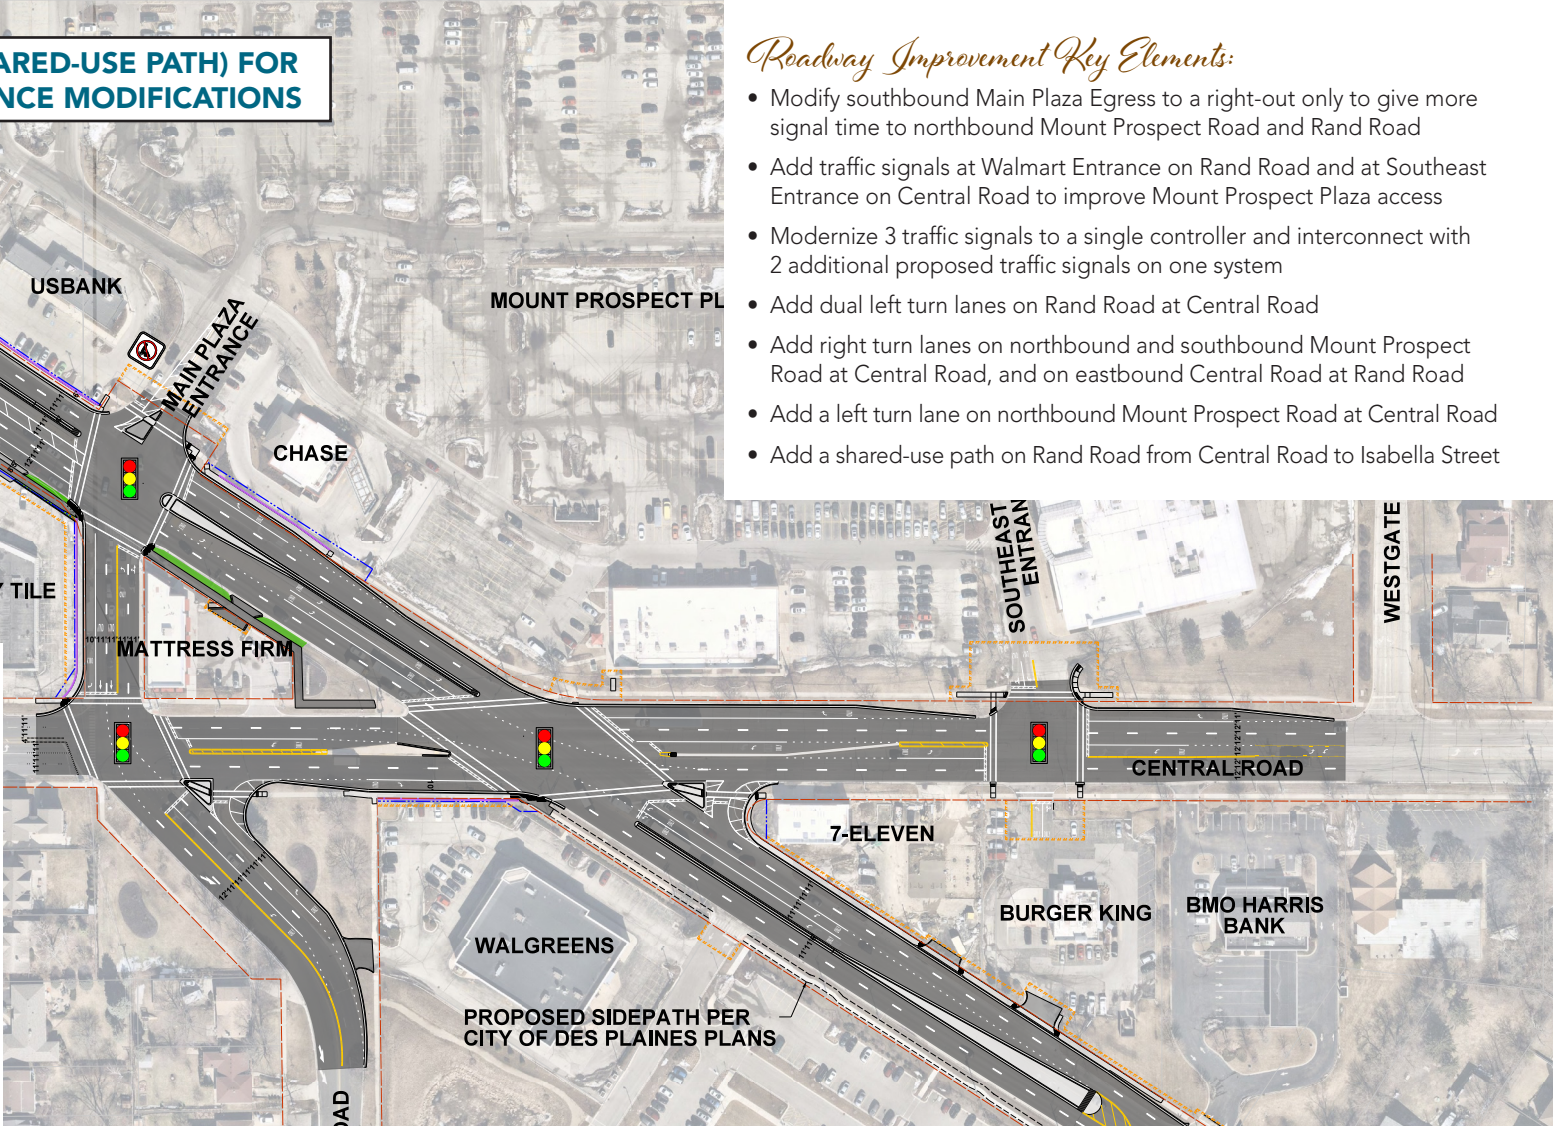 ARED-USE PATH) FOR
NCE MODIFICATIONS
Roadway Improvement Key Elements:
• Modify southbound Main Plaza Egress to a right-out only to give more
signal time to northbound Mount Prospect Road and Rand Road
• Add traffic signals at Walmart Entrance on Rand Road and at Southeast
Entrance on Central Road to improve Mount Prospect Plaza access
• Modernize 3 traffic signals to a single controller and interconnect with
2 additional proposed traffic signals on one system
• Add dual left turn lanes on Rand Road at Central Road
• Add right turn lanes on northbound and southbound Mount Prospect
Road at Central Road, and on eastbound Central Road at Rand Road
• Add a left turn lane on northbound Mount Prospect Road at Central Road
• Add a shared-use path on Rand Road from Central Road to Isabella Street
USBANK
MAIN PLAZA
ENTRANCE
MOUNT PROSPECT PL
CHASE
SOUTHEAST
ENTRAN
WESTGATE
Y TILE
MATTRESS FIRM
CENTRAL ROAD
7-ELEVEN
BURGER KING
BMO HARRIS
BANK
WALGREENS
PROPOSED SIDEPATH PER
CITY OF DES PLAINES PLANS
OAD